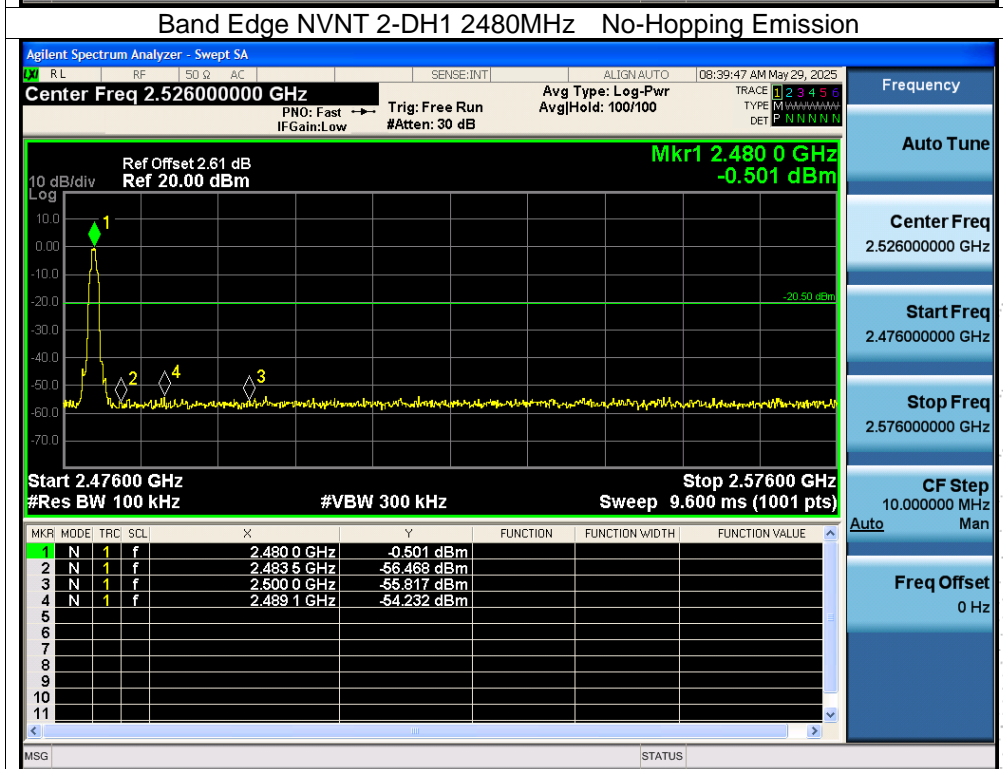 Band Edge NVNT 2-DH1 2480MHz No-Hopping Emission
Agilent Spectrum Analyzer - Swept SA
LXI RL RF 50 Ω AC SENSE:INT ALIGN AUTO 08:39:47 AM May 29, 2025
Center Freq 2.526000000 GHz
PNO: Fast
IFGain:Low
Trig: Free Run
#Atten: 30 dB
Avg Type: Log-Pwr
Avg|Hold: 100/100
TRACE 1 2 3 4 5 6
TYPE M WWWWW
DET P N N N N N
Frequency
Auto Tune
Center Freq
2.526000000 GHz
Start Freq
2.476000000 GHz
Stop Freq
2.576000000 GHz
CF Step
10.000000 MHz
Auto Man
Freq Offset
0 Hz
Mkr1 2.480 0 GHz
-0.501 dBm
Ref Offset 2.61 dB
10 dB/div Ref 20.00 dBm
Log
10.0
0.00
-10.0
-20.0
-30.0
-40.0
-50.0
-60.0
-70.0
1
2
4
3
-20.50 dBm
Start 2.47600 GHz Stop 2.57600 GHz
#Res BW 100 kHz #VBW 300 kHz Sweep 9.600 ms (1001 pts)
MKR MODE TRC SCL X Y FUNCTION FUNCTION WIDTH FUNCTION VALUE
1 N 1 f 2.480 0 GHz -0.501 dBm
2 N 1 f 2.483 5 GHz -56.468 dBm
3 N 1 f 2.500 0 GHz -55.817 dBm
4 N 1 f 2.489 1 GHz -54.232 dBm
5
6
7
8
9
10
11
MSG STATUS